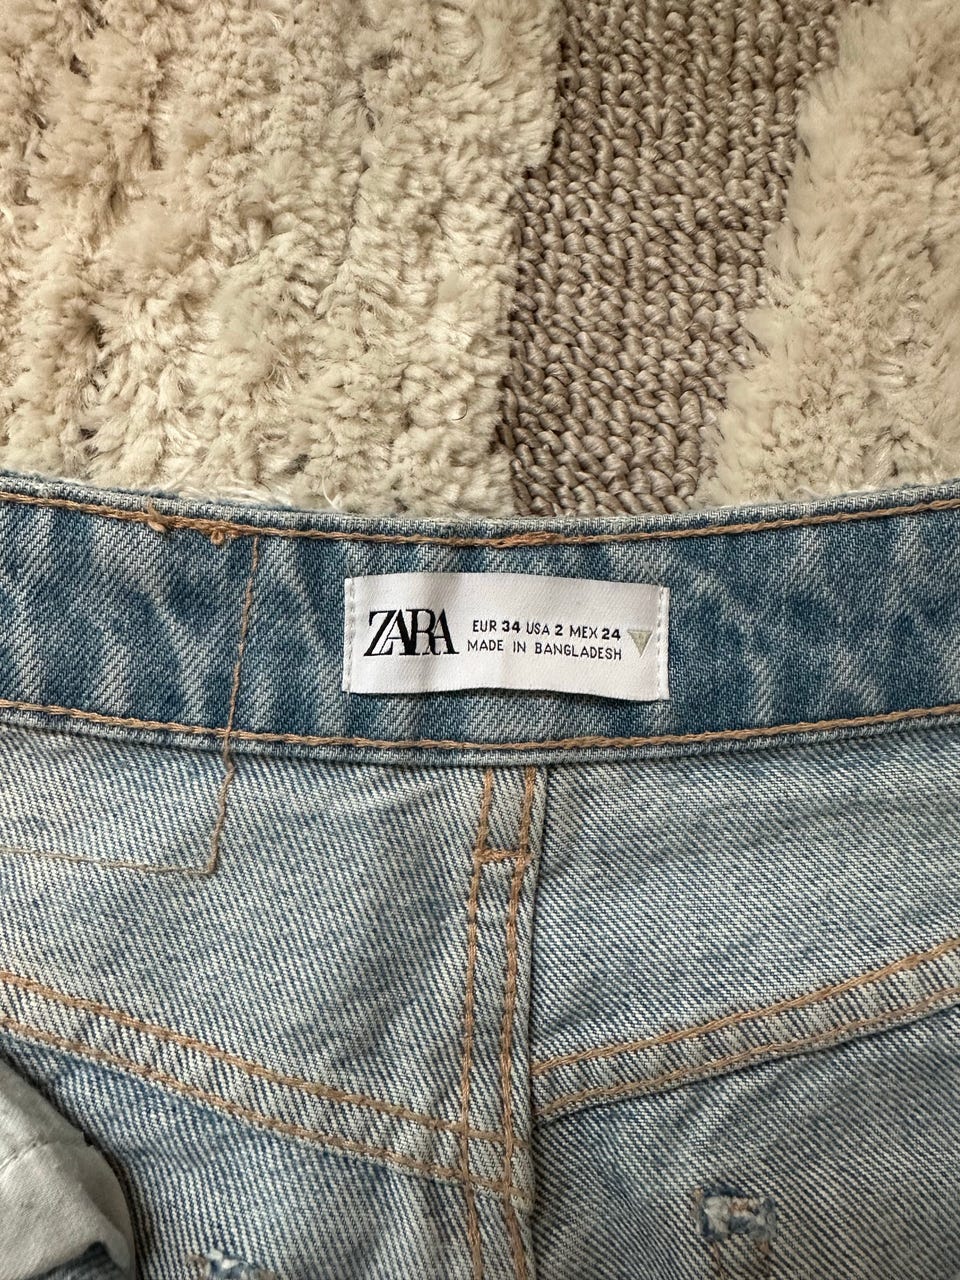 ZARA
EUR 34 USA 2 MEX 24
MADE IN BANGLADESH